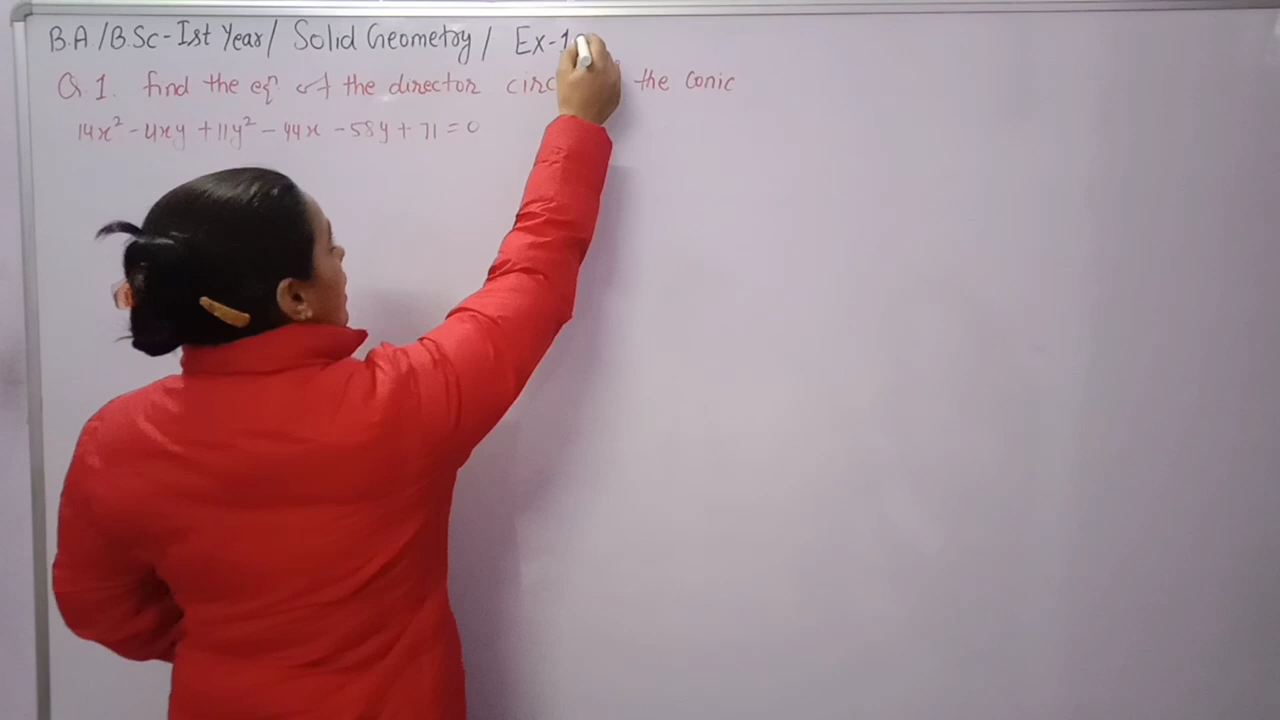 B.A./B.Sc-Ist Year/ Solid Geometry / Ex-1
Q.1. find the eqn of the director circ the conic
14x² - 4xy + 11y² - 44x - 58y + 71 = 0